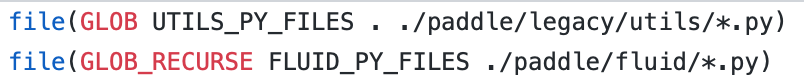 file(GLOB UTILS_PY_FILES . ./paddle/legacy/utils/*.py)
file(GLOB_RECURSE FLUID_PY_FILES ./paddle/fluid/*.py)